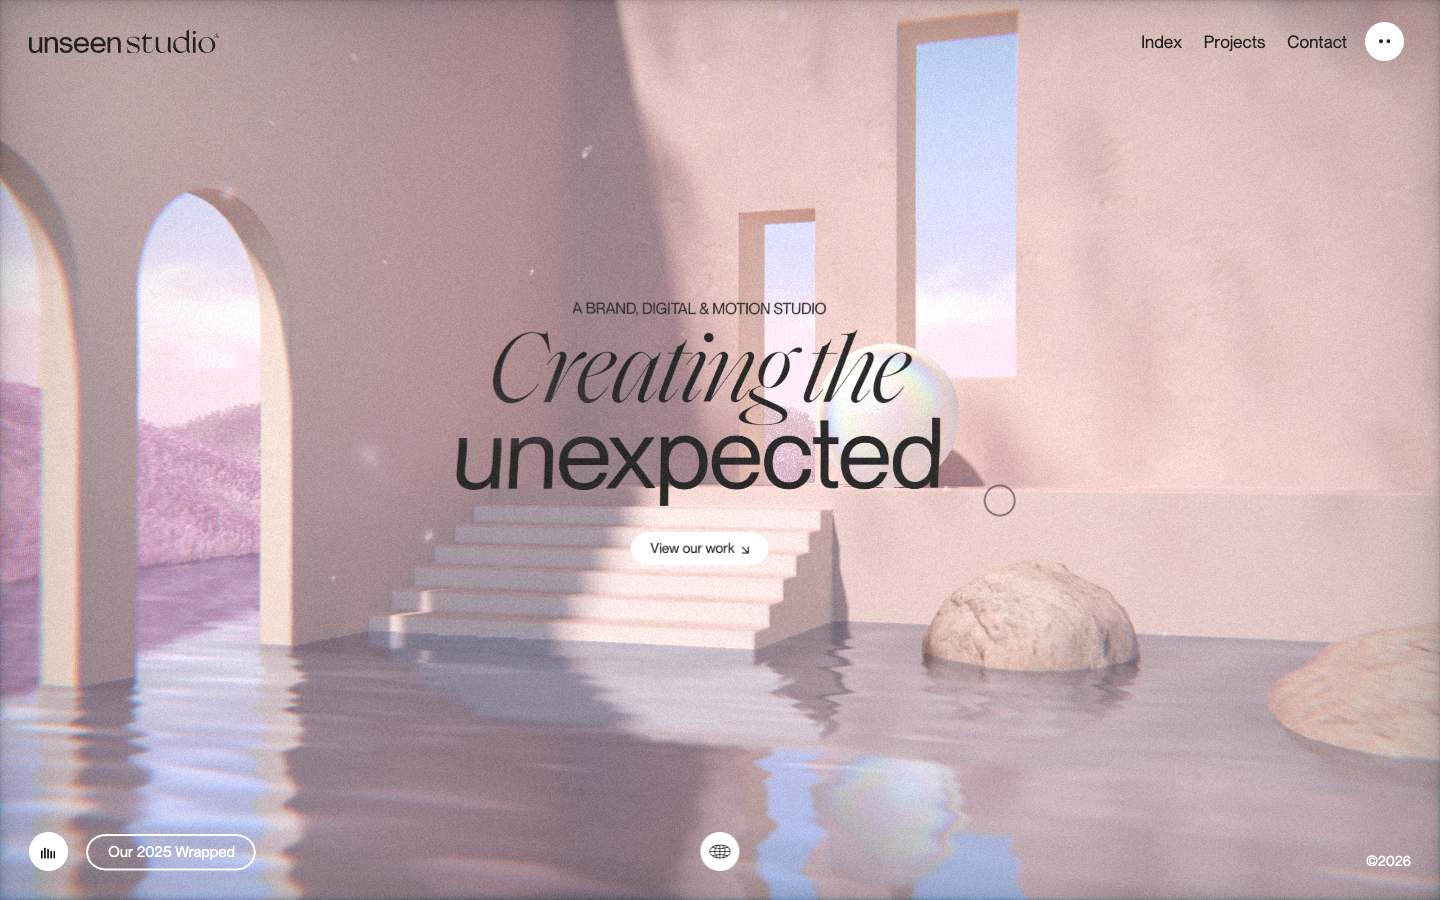 unseen studio
Index
Projects
Contact
A BRAND, DIGITAL & MOTION STUDIO
Creating the
unexpected
View our work
Our 2025 Wrapped
©2026